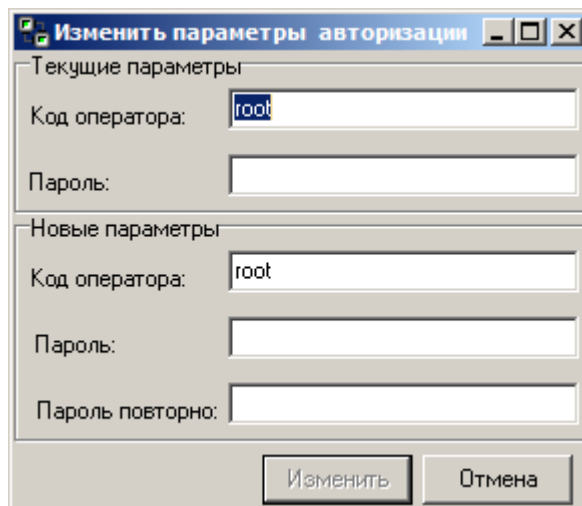 Изменить параметры авторизации
Текущие параметры
Код оператора: root
Пароль:
Новые параметры
Код оператора: root
Пароль:
Пароль повторно:
Изменить Отмена